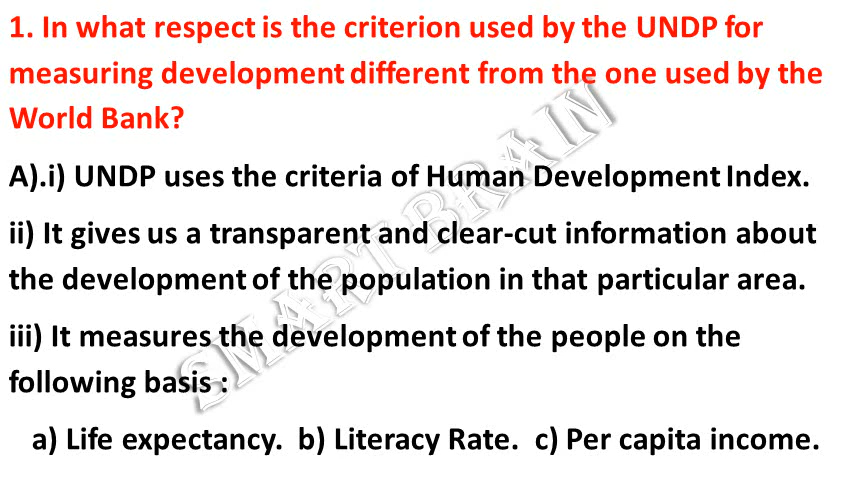 1. In what respect is the criterion used by the UNDP for
measuring development different from the one used by the
World Bank?
A).i) UNDP uses the criteria of Human Development Index.
ii) It gives us a transparent and clear-cut information about
the development of the population in that particular area.
iii) It measures the development of the people on the
following basis :
a) Life expectancy. b) Literacy Rate. c) Per capita income.
SMART BRAIN